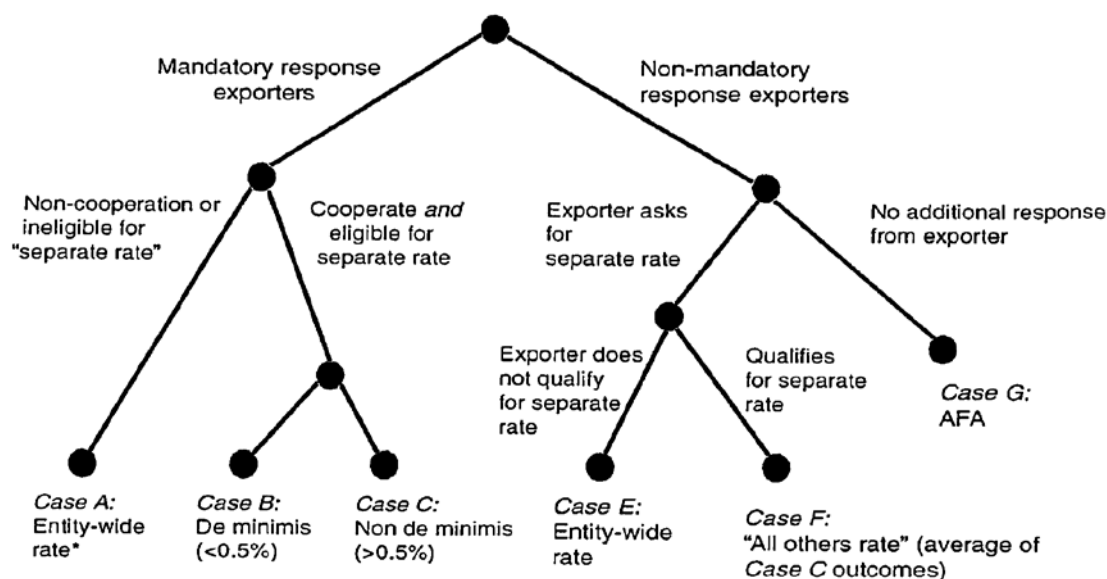 Mandatory response
exporters
Non-mandatory
response exporters
Non-cooperation or
ineligible for
"separate rate"
Cooperate and
eligible for
separate rate
Exporter asks
for
separate rate
No additional response
from exporter
Exporter does
not qualify
for separate
rate
Qualifies
for separate
rate
Case G:
AFA
Case A:
Entity-wide
rate*
Case B:
De minimis
(<0.5%)
Case C:
Non de minimis
(>0.5%)
Case E:
Entity-wide
rate
Case F:
"All others rate" (average of
Case C outcomes)